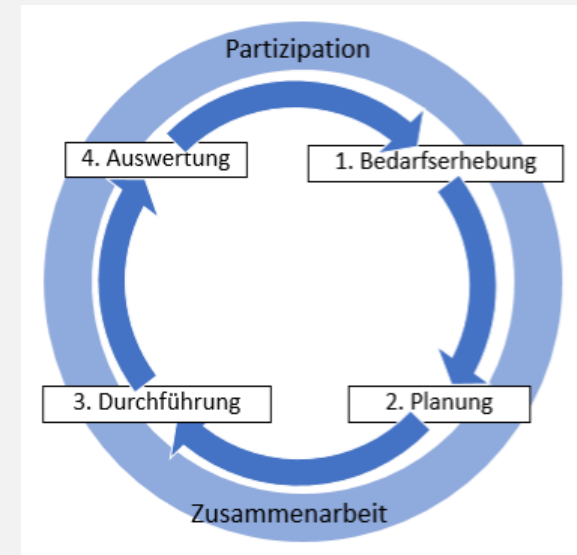 Partizipation
4. Auswertung
1. Bedarfserhebung
3. Durchführung
2. Planung
Zusammenarbeit